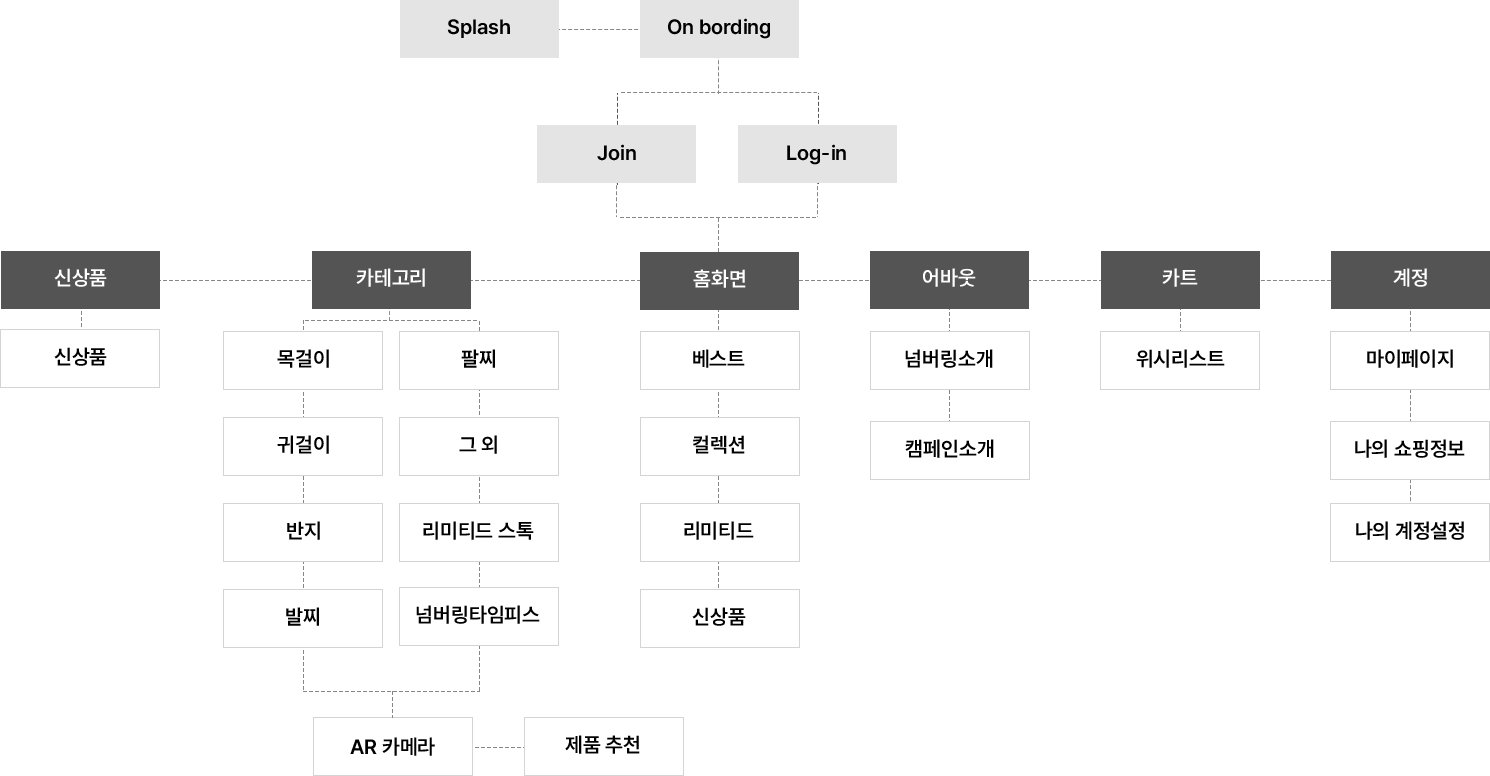 Splash
On bording
Join
Log-in
신상품
카테고리
홈화면
어바웃
카트
계정
신상품
목걸이
팔찌
베스트
넘버링소개
위시리스트
마이페이지
귀걸이
그 외
컬렉션
캠페인소개
나의 쇼핑정보
반지
리미티드 스톡
리미티드
나의 계정설정
발찌
넘버링타임피스
신상품
AR 카메라
제품 추천